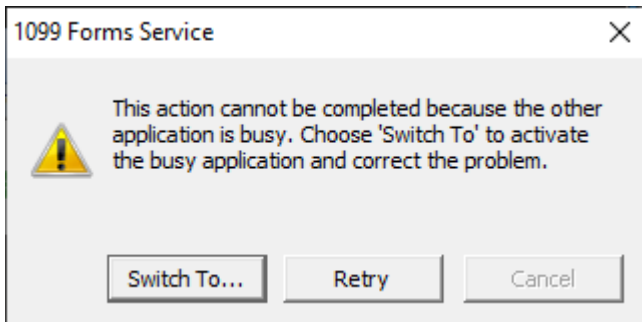 1099 Forms Service
This action cannot be completed because the other
application is busy. Choose 'Switch To' to activate
the busy application and correct the problem.
Switch To...
Retry
Cancel